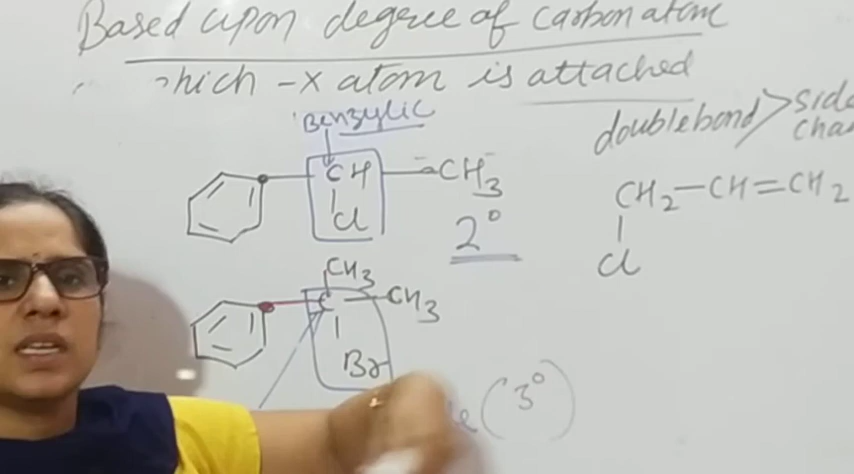 Based upon degree of carbon atom
which -X atom is attached
Benzylic
doublebond > side
chai
CH — CH3
Cl
2°
CH2—CH=CH2
Cl
CH3
C — CH3
Br
(3°)